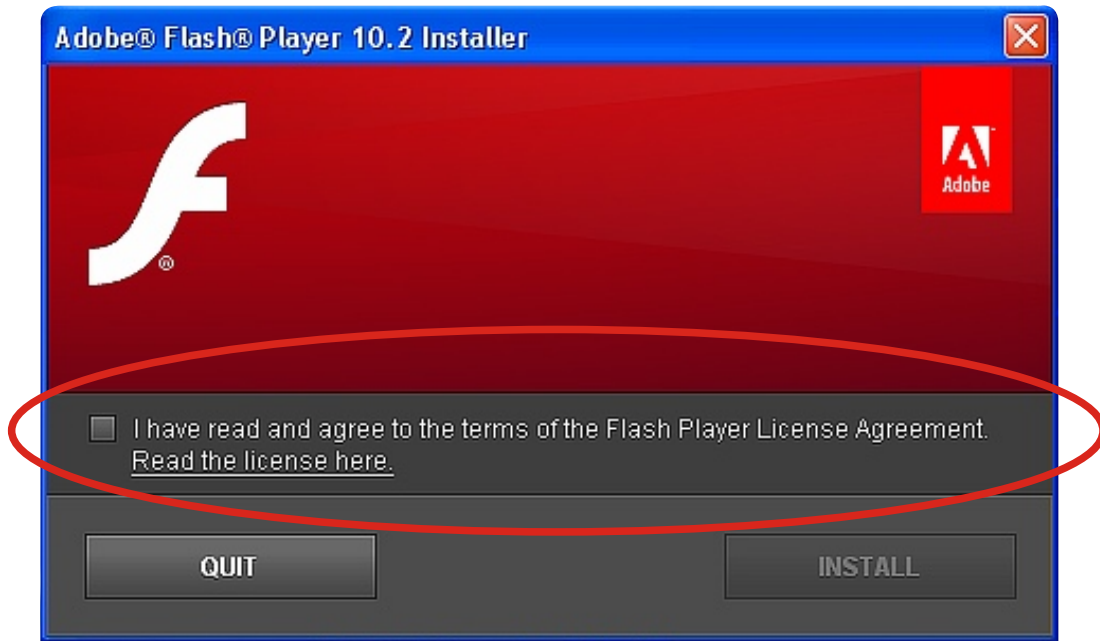 Adobe® Flash® Player 10.2 Installer
Adobe
®
I have read and agree to the terms of the Flash Player License Agreement.
Read the license here.
QUIT
INSTALL